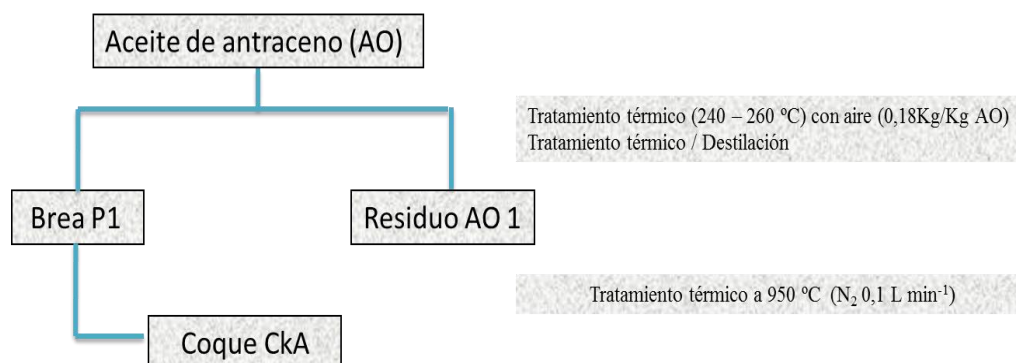 Aceite de antraceno (AO)
Tratamiento térmico (240 – 260 ºC) con aire (0,18Kg/Kg AO)
Tratamiento térmico / Destilación
Brea P1
Residuo AO 1
Tratamiento térmico a 950 ºC (N₂ 0,1 L min⁻¹)
Coque CkA